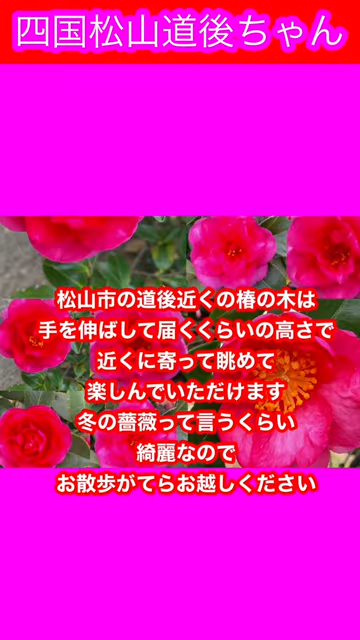 四国松山道後ちゃん
松山市の道後近くの椿の木は
手を伸ばして届くくらいの高さで
近くに寄って眺めて
楽しんでいただけます
冬の薔薇って言うくらい
綺麗なので
お散歩がてらお越しください